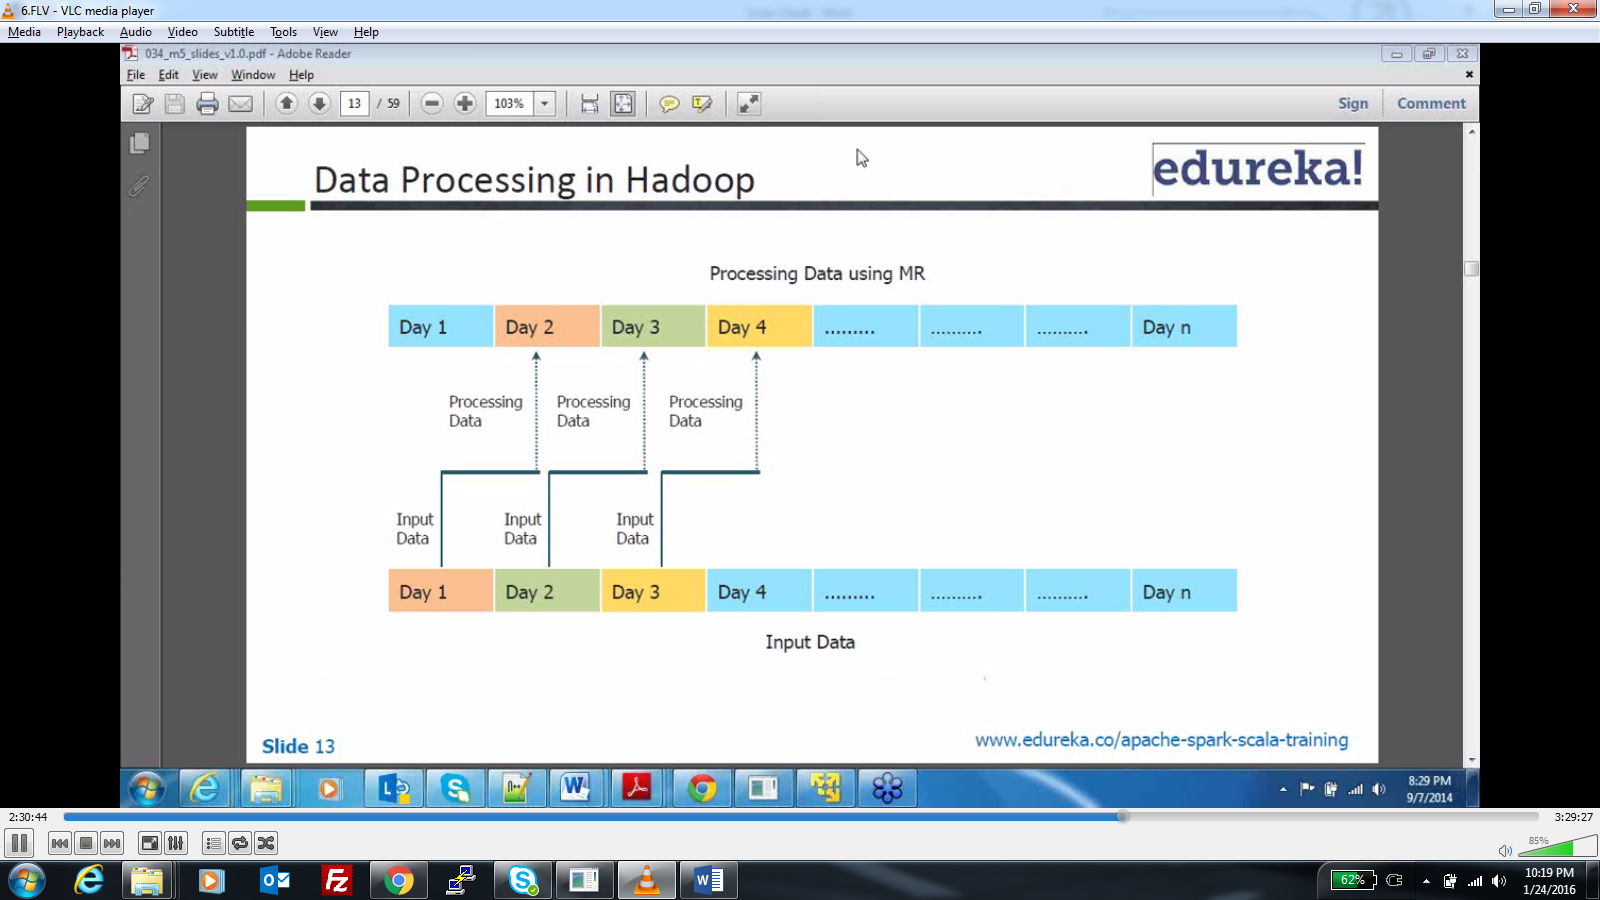 6.FLV - VLC media player
Media Playback Audio Video Subtitle Tools View Help
034_m5_slides_v1.0.pdf - Adobe Reader
File Edit View Window Help
13 / 59 103% Sign Comment
Data Processing in Hadoop
edureka!
Processing Data using MR
Day 1 Day 2 Day 3 Day 4 ......... ......... ......... Day n
Processing Data
Processing Data
Processing Data
Input Data
Input Data
Input Data
Day 1 Day 2 Day 3 Day 4 ......... ......... ......... Day n
Input Data
Slide 13
www.edureka.co/apache-spark-scala-training
8:29 PM
9/7/2014
2:30:44
3:29:27
85%
62%
10:19 PM
1/24/2016